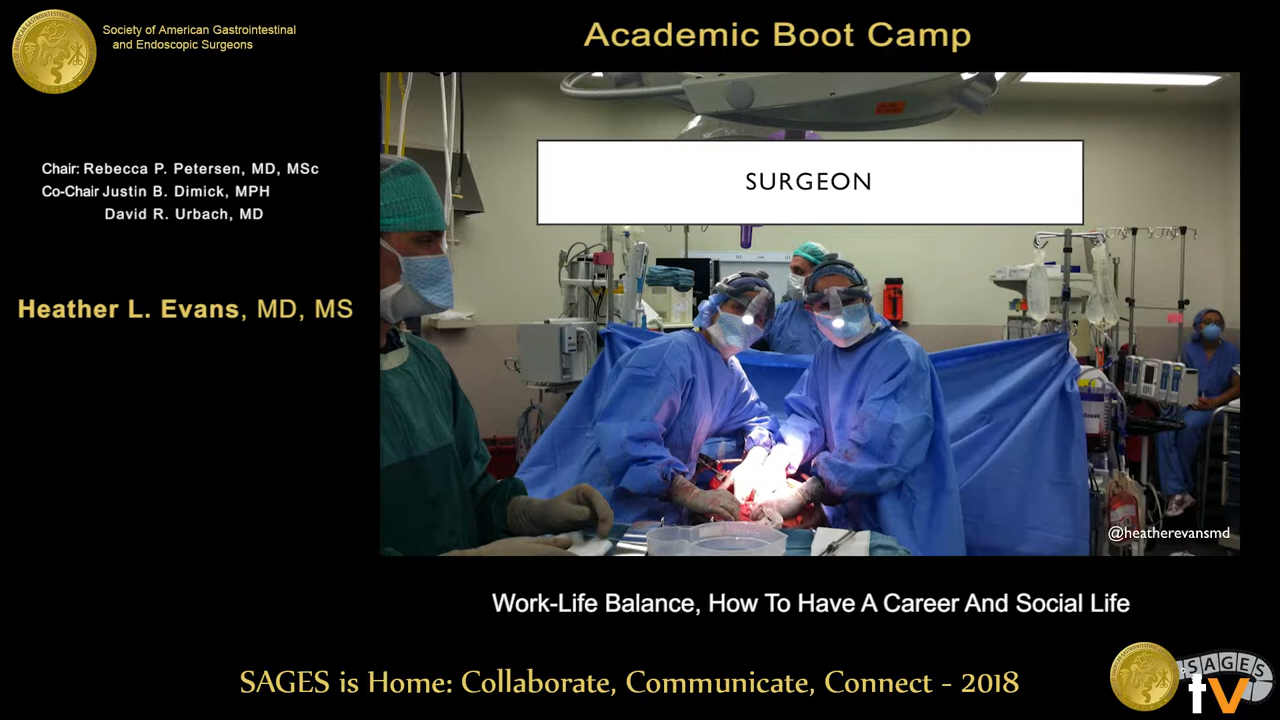 Society of American Gastrointestinal
and Endoscopic Surgeons
Academic Boot Camp
Chair: Rebecca P. Petersen, MD, MSc
Co-Chair Justin B. Dimick, MPH
David R. Urbach, MD
Heather L. Evans, MD, MS
SURGEON
@heatherevansmd
Work-Life Balance, How To Have A Career And Social Life
SAGES is Home: Collaborate, Communicate, Connect - 2018
SAGES
tv